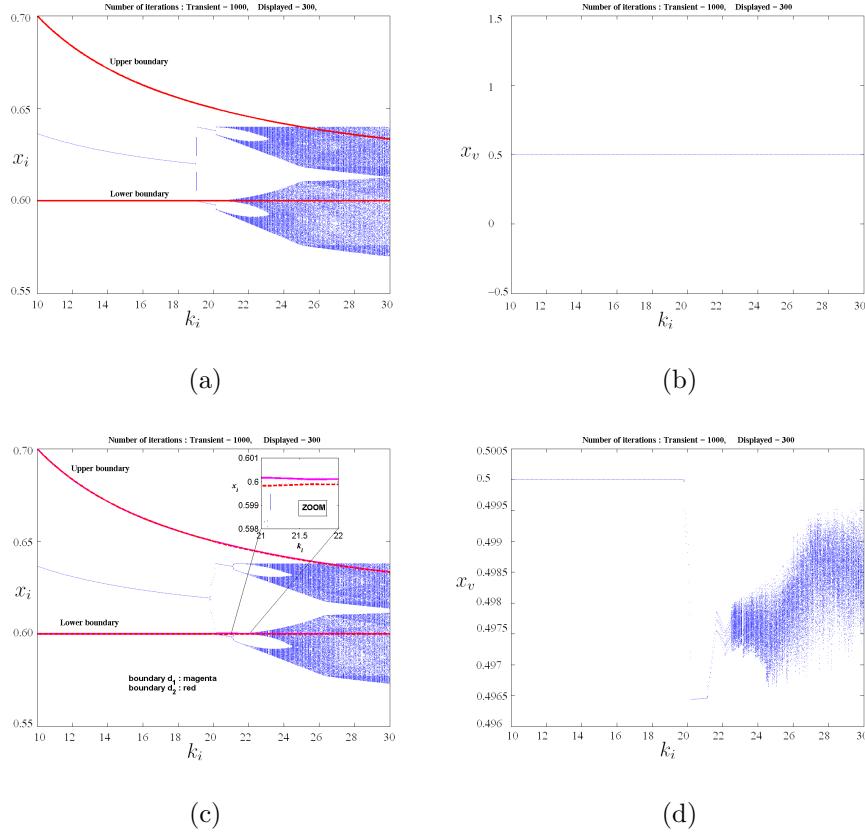 Number of iterations : Transient = 1000, Displayed = 300,
0.70
0.65
0.60
0.55
x_i
Upper boundary
Lower boundary
10 12 14 16 18 20 22 24 26 28 30
k_i
(a)
Number of iterations : Transient = 1000, Displayed = 300
1.5
1
0.5
0
−0.5
x_v
10 12 14 16 18 20 22 24 26 28 30
k_i
(b)
Number of iterations : Transient = 1000, Displayed = 300
0.70
0.65
0.60
0.55
x_i
Upper boundary
Lower boundary
boundary d_1 : magenta
boundary d_2 : red
0.601
0.6
0.599
0.598
x_i
ZOOM
21 21.5 22
k_i
10 12 14 16 18 20 22 24 26 28 30
k_i
(c)
Number of iterations : Transient = 1000, Displayed = 300
0.5005
0.5
0.4995
0.499
0.4985
0.498
0.4975
0.497
0.4965
0.496
x_v
10 12 14 16 18 20 22 24 26 28 30
k_i
(d)